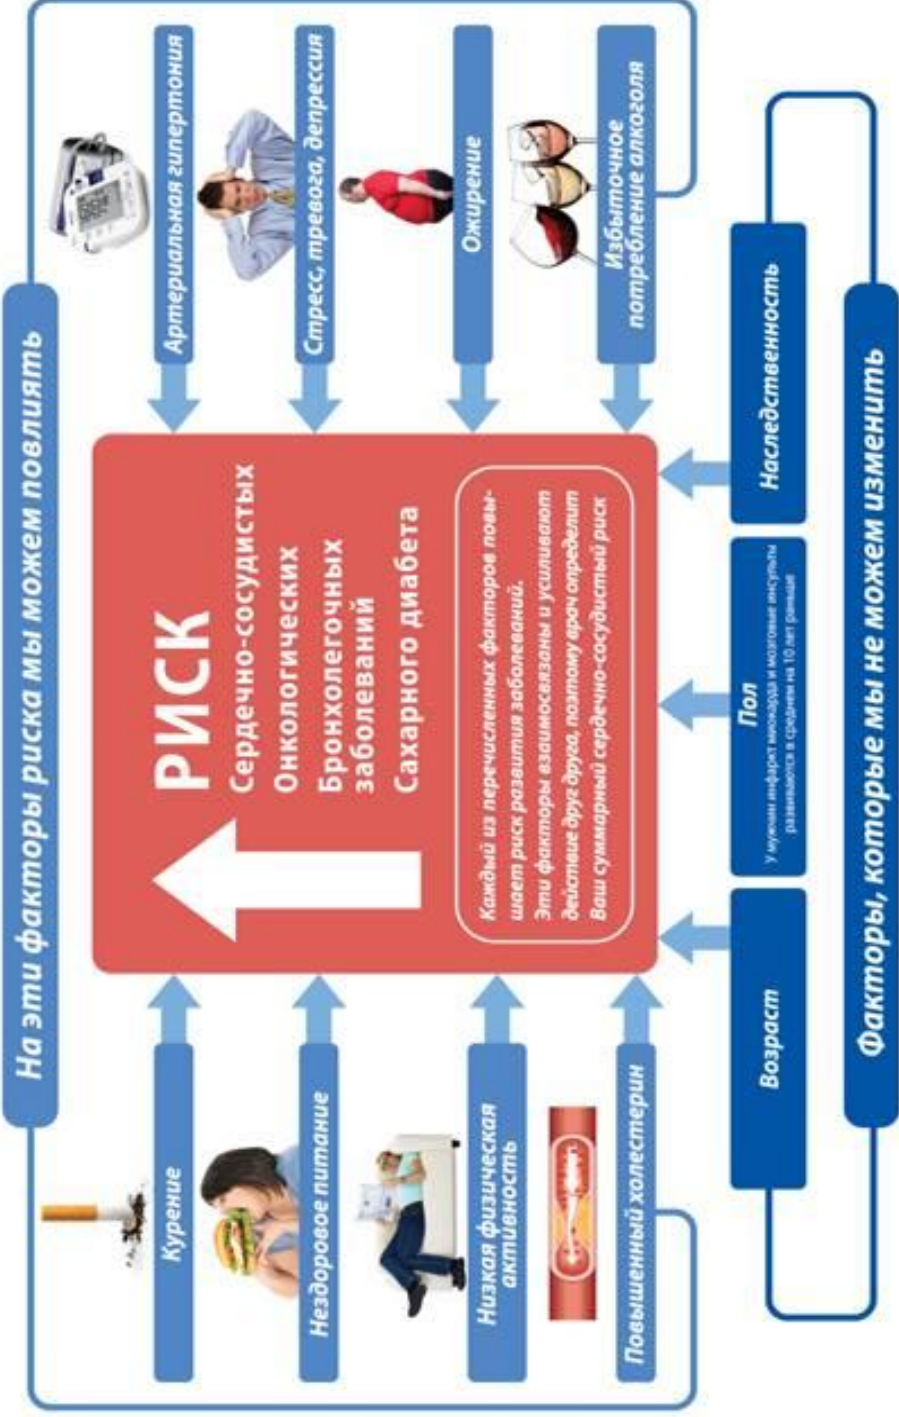 На эти факторы риска мы можем повлиять
Курение
Нездоровое питание
Низкая физическая
активность
Повышенный холестерин
РИСК
Сердечно-сосудистых
Онкологических
Бронхолегочных
заболеваний
Сахарного диабета
Каждый из перечисленных факторов повы-
шает риск развития заболеваний.
Эти факторы взаимосвязаны и усиливают
действие друг друга, поэтому врач определит
Ваш суммарный сердечно-сосудистый риск
Артериальная гипертония
Стресс, тревога, депрессия
Ожирение
Избыточное
потребление алкоголя
Возраст
Пол
У мужчин инфаркт миокарда и мозговые инсульты
развиваются в среднем на 10 лет раньше
Наследственность
Факторы, которые мы не можем изменить